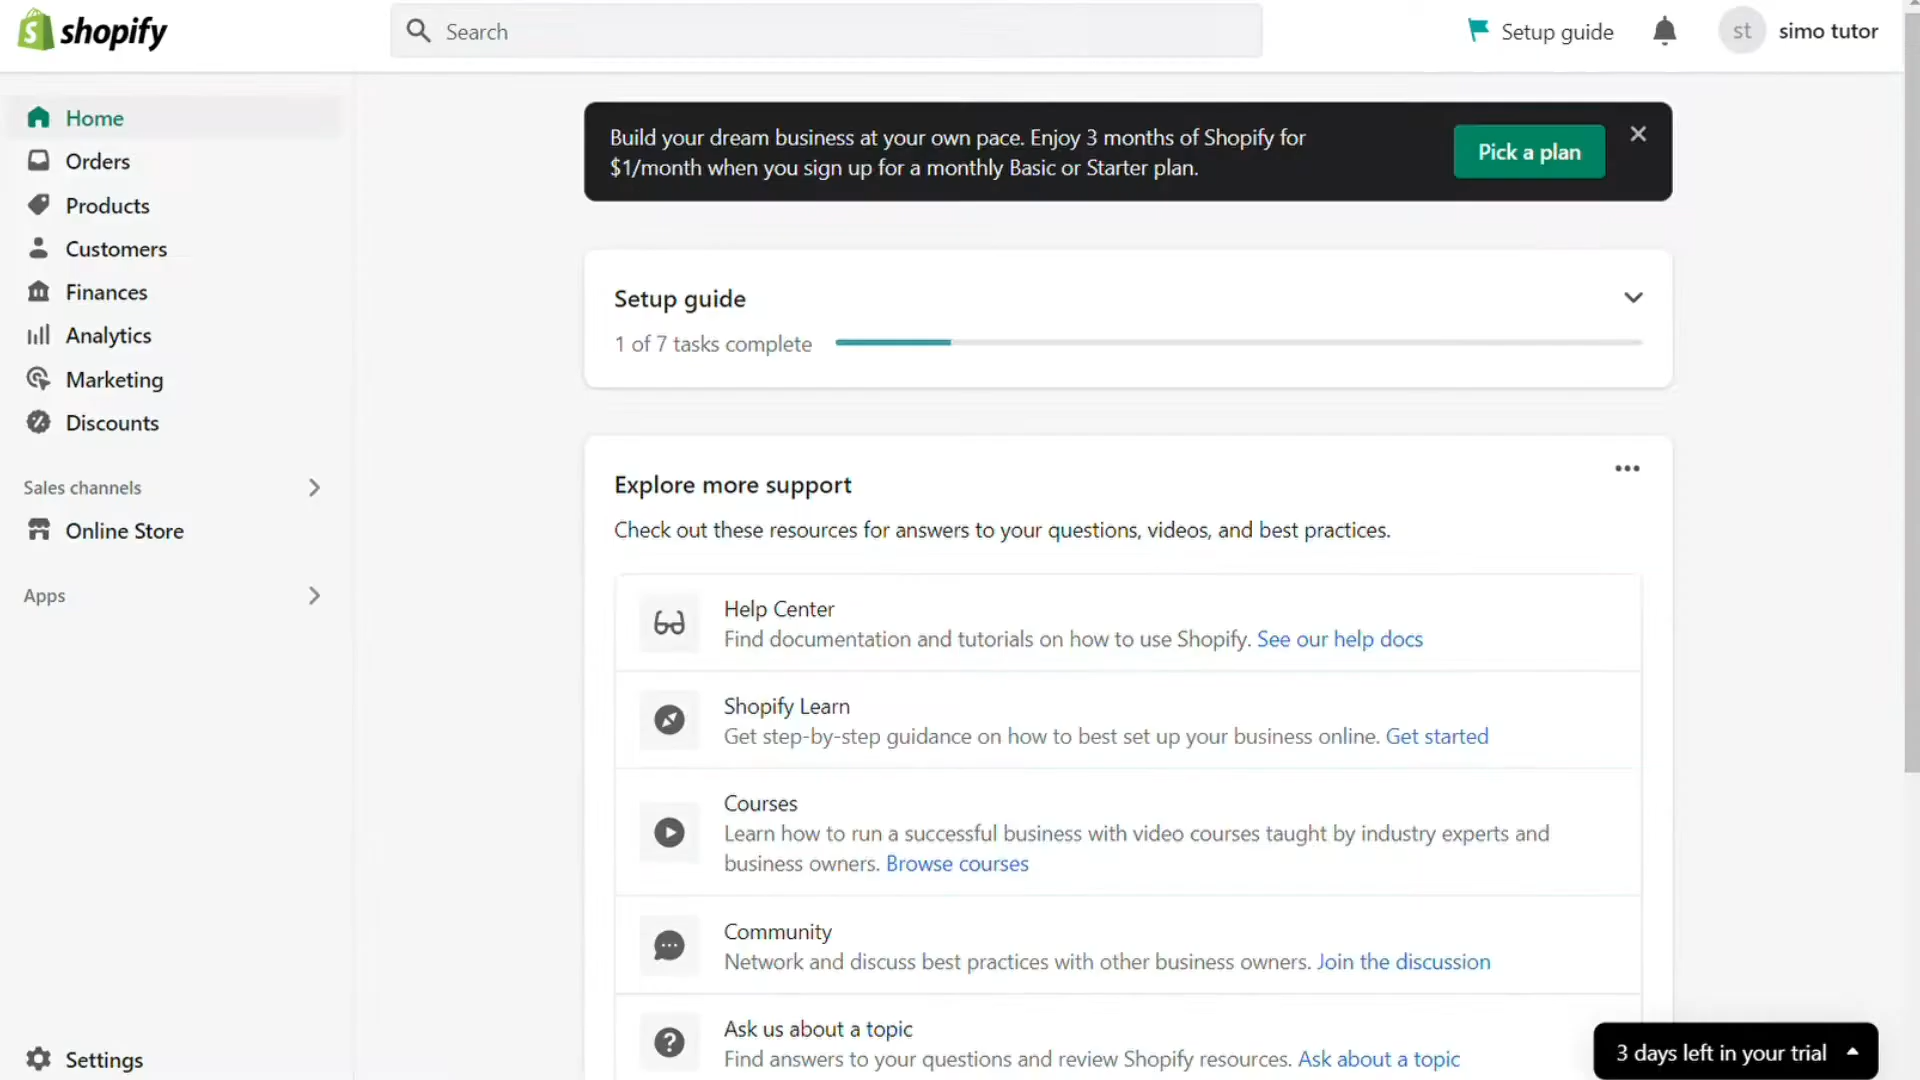 shopify
Search
Setup guide
st
simo tutor
Home
Orders
Products
Customers
Finances
Analytics
Marketing
Discounts
Sales channels
Online Store
Apps
Settings
Build your dream business at your own pace. Enjoy 3 months of Shopify for
$1/month when you sign up for a monthly Basic or Starter plan.
Pick a plan
Setup guide
1 of 7 tasks complete
Explore more support
Check out these resources for answers to your questions, videos, and best practices.
Help Center
Find documentation and tutorials on how to use Shopify. See our help docs
Shopify Learn
Get step-by-step guidance on how to best set up your business online. Get started
Courses
Learn how to run a successful business with video courses taught by industry experts and
business owners. Browse courses
Community
Network and discuss best practices with other business owners. Join the discussion
Ask us about a topic
Find answers to your questions and review Shopify resources. Ask about a topic
3 days left in your trial